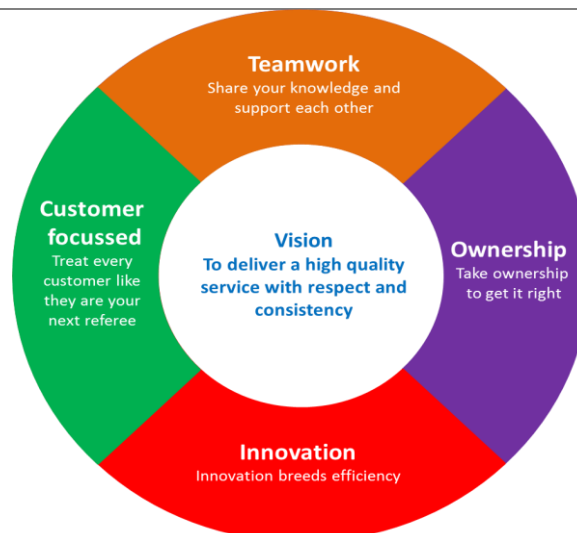 Teamwork
Share your knowledge and
support each other
Customer
focussed
Treat every
customer like
they are your
next referee
Vision
To deliver a high quality
service with respect and
consistency
Ownership
Take ownership
to get it right
Innovation
Innovation breeds efficiency